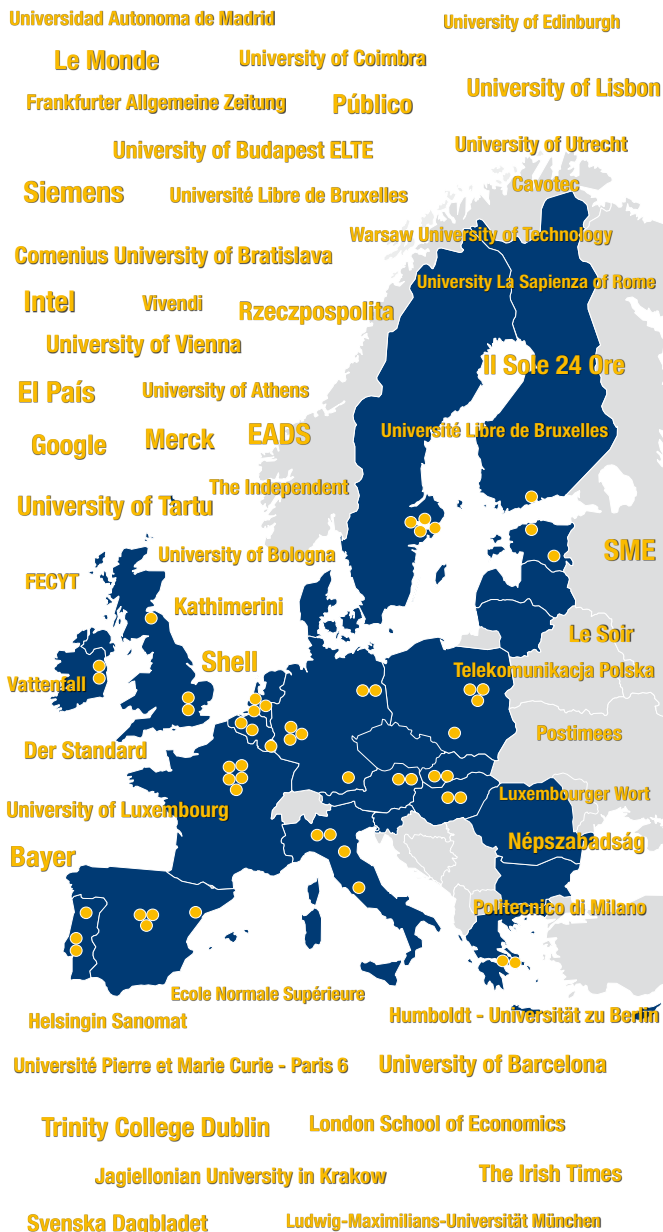 Universidad Autonoma de Madrid
University of Edinburgh
Le Monde
University of Coimbra
University of Lisbon
Frankfurter Allgemeine Zeitung
Público
University of Budapest ELTE
University of Utrecht
Siemens
Université Libre de Bruxelles
Cavotec
Warsaw University of Technology
Comenius University of Bratislava
University La Sapienza of Rome
Intel
Vivendi
Rzeczpospolita
University of Vienna
Il Sole 24 Ore
El País
University of Athens
Google
Merck
EADS
Université Libre de Bruxelles
The Independent
University of Tartu
University of Bologna
SME
FECYT
Kathimerini
Le Soir
Shell
Telekomunikacja Polska
Vattenfall
Postimees
Der Standard
Luxembourger Wort
University of Luxembourg
Népszabadság
Bayer
Politecnico di Milano
Ecole Normale Supérieure
Helsingin Sanomat
Humboldt - Universität zu Berlin
Université Pierre et Marie Curie - Paris 6
University of Barcelona
Trinity College Dublin
London School of Economics
Jagiellonian University in Krakow
The Irish Times
Svenska Dagbladet
Ludwig-Maximilians-Universität München